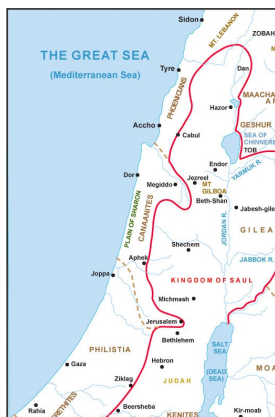 Sidon
MT. LEBANON
ZOBAH
THE GREAT SEA
(Mediterranean Sea)
Tyre
Dan
PHOENICIANS
MAACHA
Hazor
GESHUR
Accho
Cabul
SEA OF
CHINNERE
TOB
Endor
YARMUK R.
Dor
Jezreel
Megiddo
MT
GILBOA
Beth-Shan
PLAIN OF SHARON
CANAANITES
JORDAN R.
Jabesh-gile
GILEA
Shechem
Aphek
JABBOK R.
Joppa
KINGDOM OF SAUL
Michmash
Jerusalem
Bethlehem
SALT
SEA
PHILISTIA
Hebron
(DEAD
SEA)
Gaza
JUDAH
MOA
Ziklag
Rahia
Beersheba
KENITES
Kir-moab